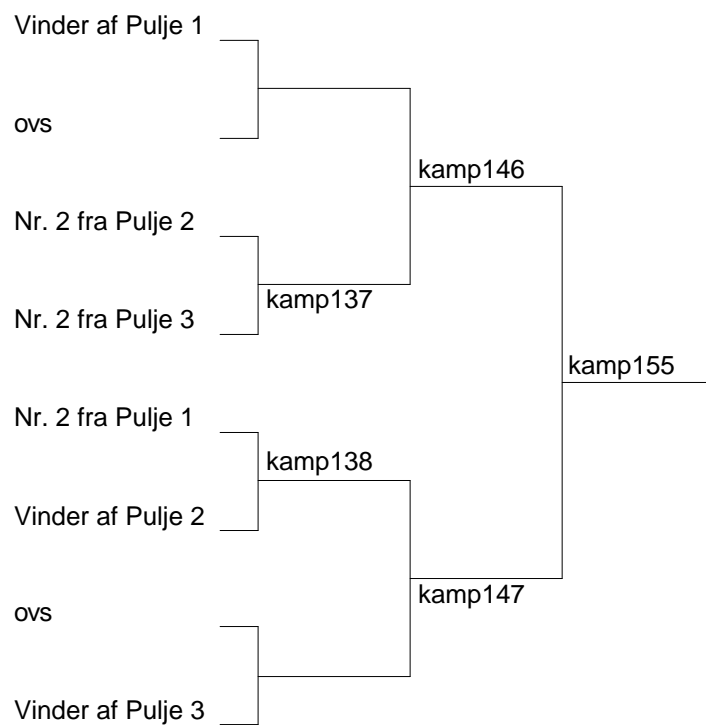 Vinder af Pulje 1
ovs
kamp146
Nr. 2 fra Pulje 2
kamp137
Nr. 2 fra Pulje 3
kamp155
Nr. 2 fra Pulje 1
kamp138
Vinder af Pulje 2
kamp147
ovs
Vinder af Pulje 3